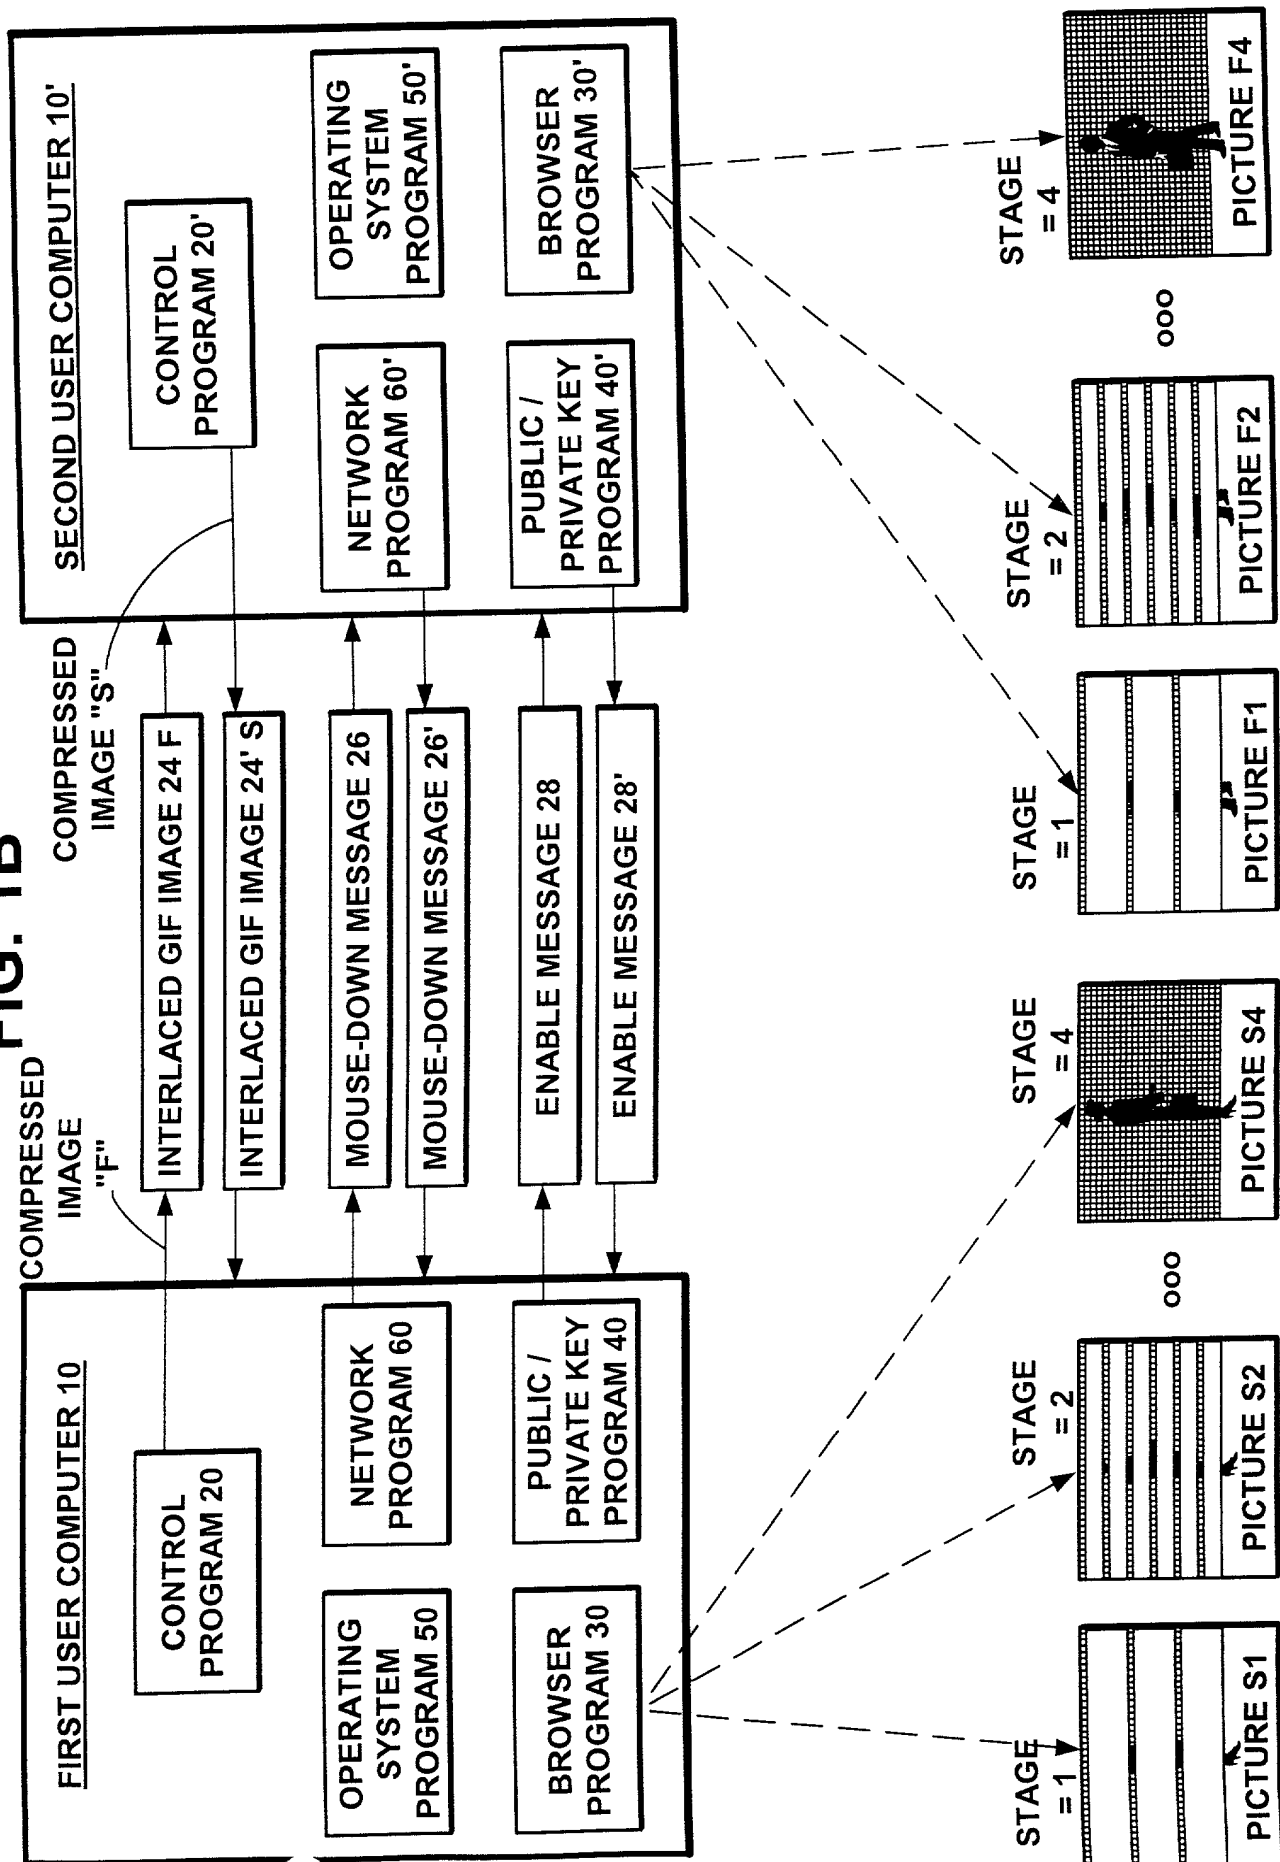 FIG. 1B
FIRST USER COMPUTER 10
CONTROL
PROGRAM 20
OPERATING
SYSTEM
PROGRAM 50
NETWORK
PROGRAM 60
BROWSER
PROGRAM 30
PUBLIC /
PRIVATE KEY
PROGRAM 40
COMPRESSED
IMAGE
"F"
COMPRESSED
IMAGE "S"
INTERLACED GIF IMAGE 24 F
INTERLACED GIF IMAGE 24' S
MOUSE-DOWN MESSAGE 26
MOUSE-DOWN MESSAGE 26'
ENABLE MESSAGE 28
ENABLE MESSAGE 28'
SECOND USER COMPUTER 10'
CONTROL
PROGRAM 20'
NETWORK
PROGRAM 60'
OPERATING
SYSTEM
PROGRAM 50'
PUBLIC /
PRIVATE KEY
PROGRAM 40'
BROWSER
PROGRAM 30'
STAGE
= 1
PICTURE S1
STAGE
= 2
PICTURE S2
ooo
STAGE
= 4
PICTURE S4
STAGE
= 1
PICTURE F1
STAGE
= 2
PICTURE F2
ooo
STAGE
= 4
PICTURE F4